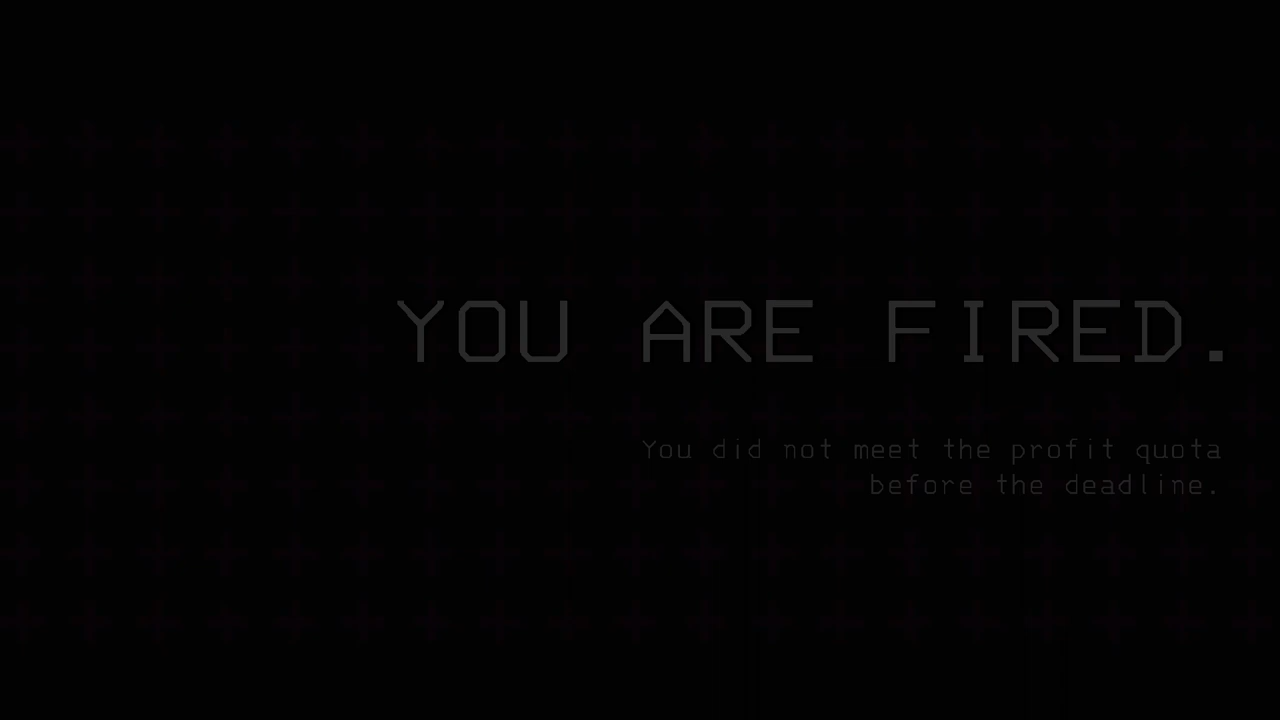 YOU ARE FIRED.
You did not meet the profit quota
before the deadline.